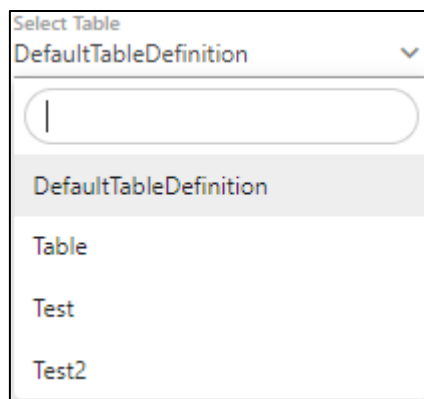 Select Table
DefaultTableDefinition
DefaultTableDefinition
Table
Test
Test2